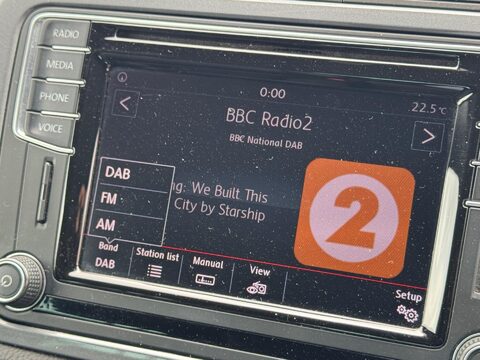 RADIO
MEDIA
PHONE
VOICE
0:00
22.5°C
BBC Radio2
BBC National DAB
DAB
FM
AM
g: We Built This
City by Starship
2
Band
DAB
Station list
Manual
View
Setup